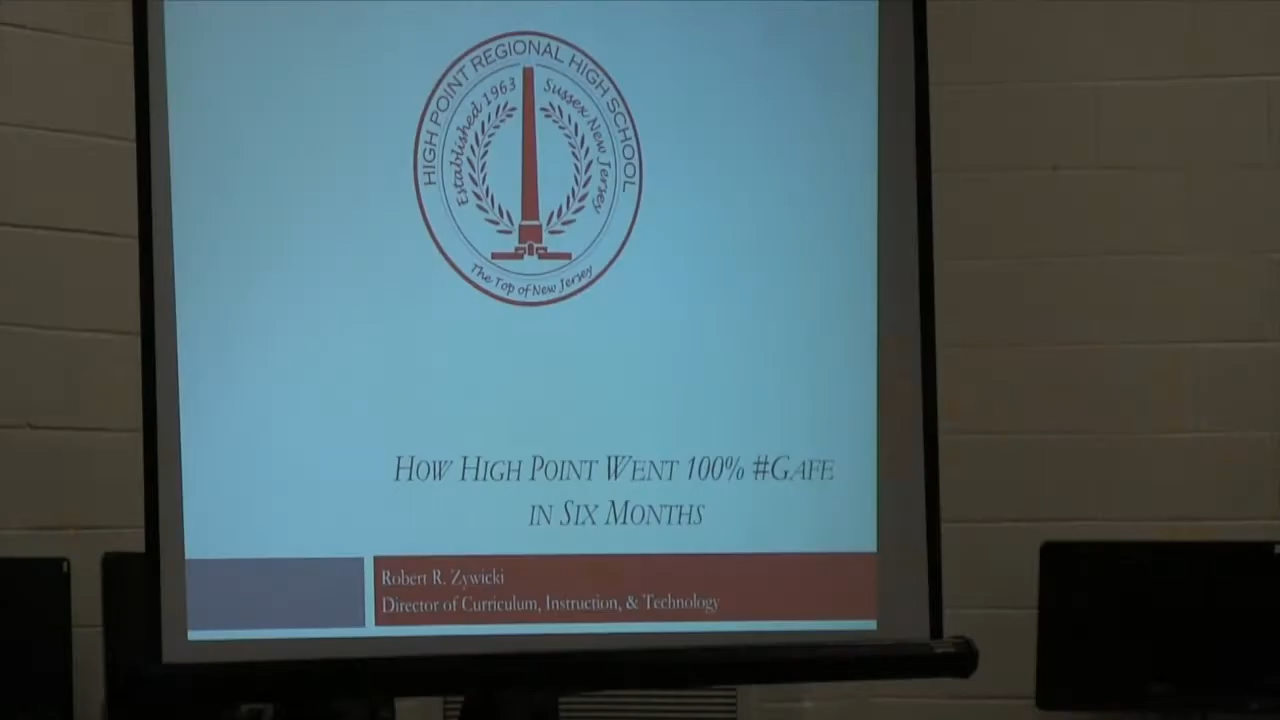 HIGH POINT REGIONAL HIGH SCHOOL
Established 1963
Sussex New Jersey
The Top of New Jersey
HOW HIGH POINT WENT 100% #GAFE
IN SIX MONTHS
Robert R. Zywicki
Director of Curriculum, Instruction, & Technology